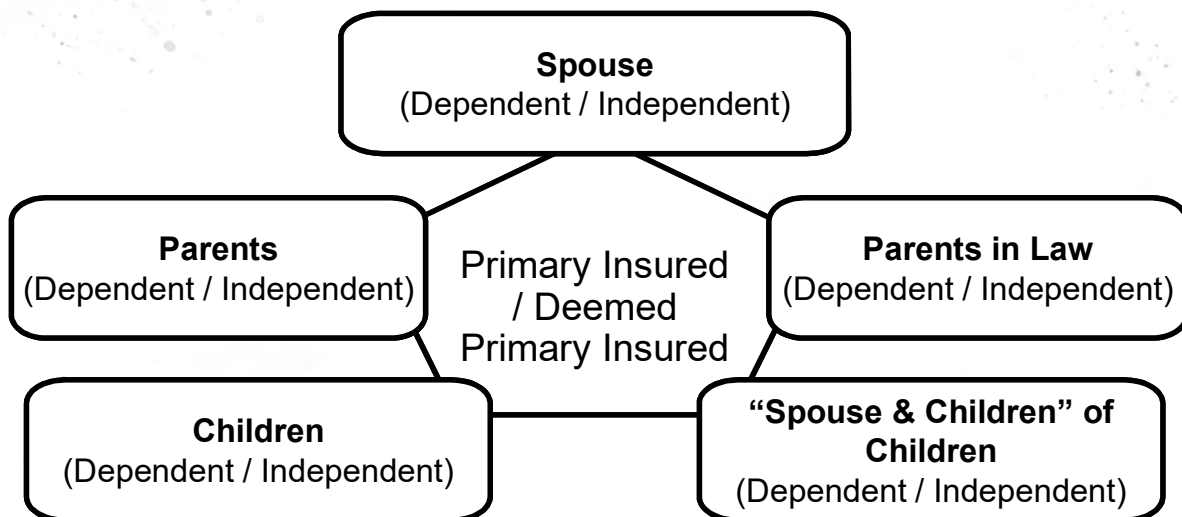 Spouse
(Dependent / Independent)
Parents
(Dependent / Independent)
Primary Insured
/ Deemed
Primary Insured
Parents in Law
(Dependent / Independent)
Children
(Dependent / Independent)
“Spouse & Children” of
Children
(Dependent / Independent)